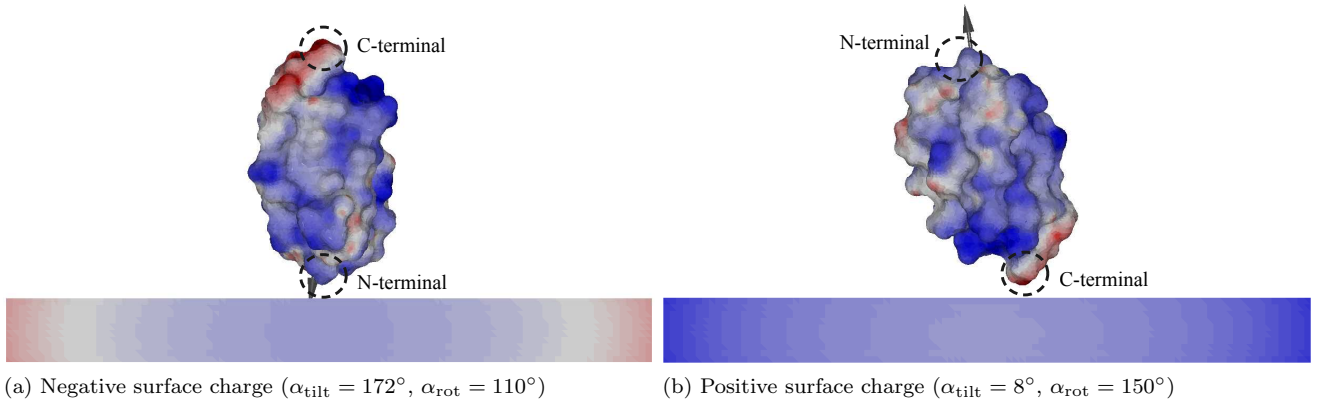 C-terminal
N-terminal
(a) Negative surface charge (α_tilt = 172°, α_rot = 110°)
N-terminal
C-terminal
(b) Positive surface charge (α_tilt = 8°, α_rot = 150°)